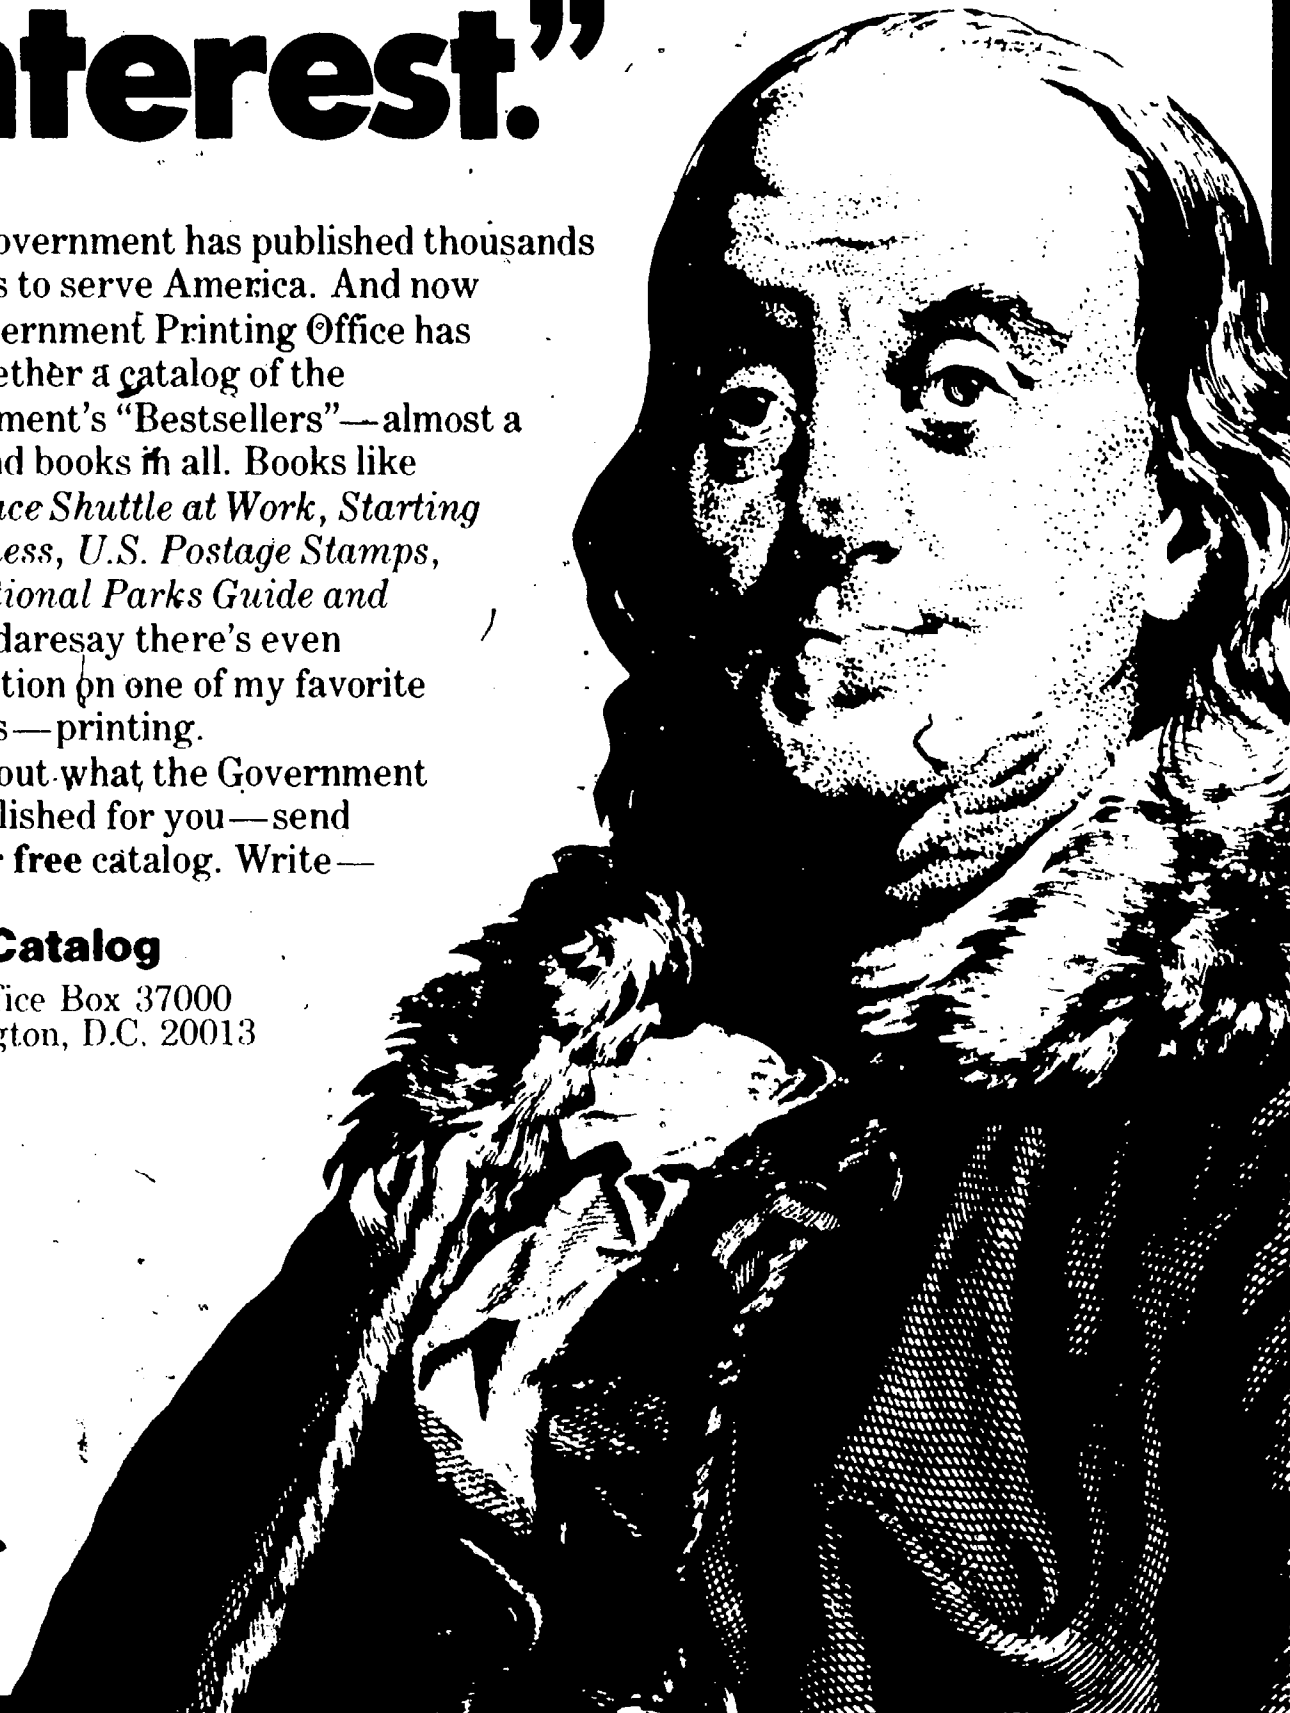 nterest.”
overnment has published thousands
s to serve America. And now
ernment Printing Office has
ether a catalog of the
ment's “Bestsellers”—almost a
d books in all. Books like
ace Shuttle at Work, Starting
ess, U.S. Postage Stamps,
tional Parks Guide and
daresay there's even
tion on one of my favorite
s—printing.
out what the Government
lished for you—send
r free catalog. Write—
Catalog
fice Box 37000
gton, D.C. 20013